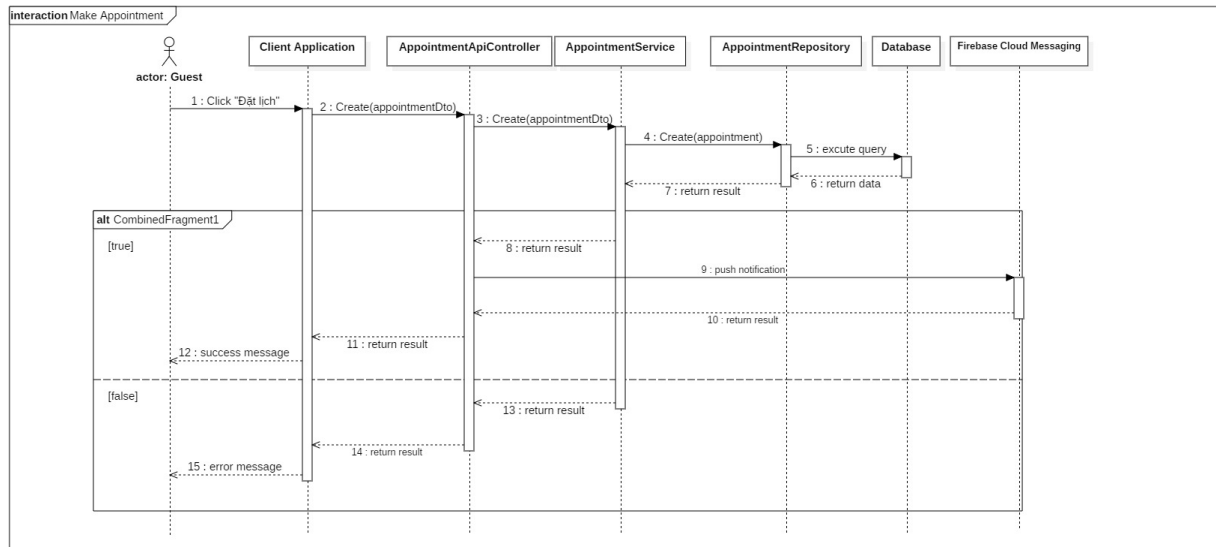 interaction Make Appointment
Client Application
AppointmentApiController
AppointmentService
AppointmentRepository
Database
Firebase Cloud Messaging
actor: Guest
1 : Click "Đặt lịch"
2 : Create(appointmentDto)
3 : Create(appointmentDto)
4 : Create(appointment)
5 : excute query
6 : return data
7 : return result
alt CombinedFragment1
[true]
8 : return result
9 : push notification
10 : return result
11 : return result
12 : success message
[false]
13 : return result
14 : return result
15 : error message